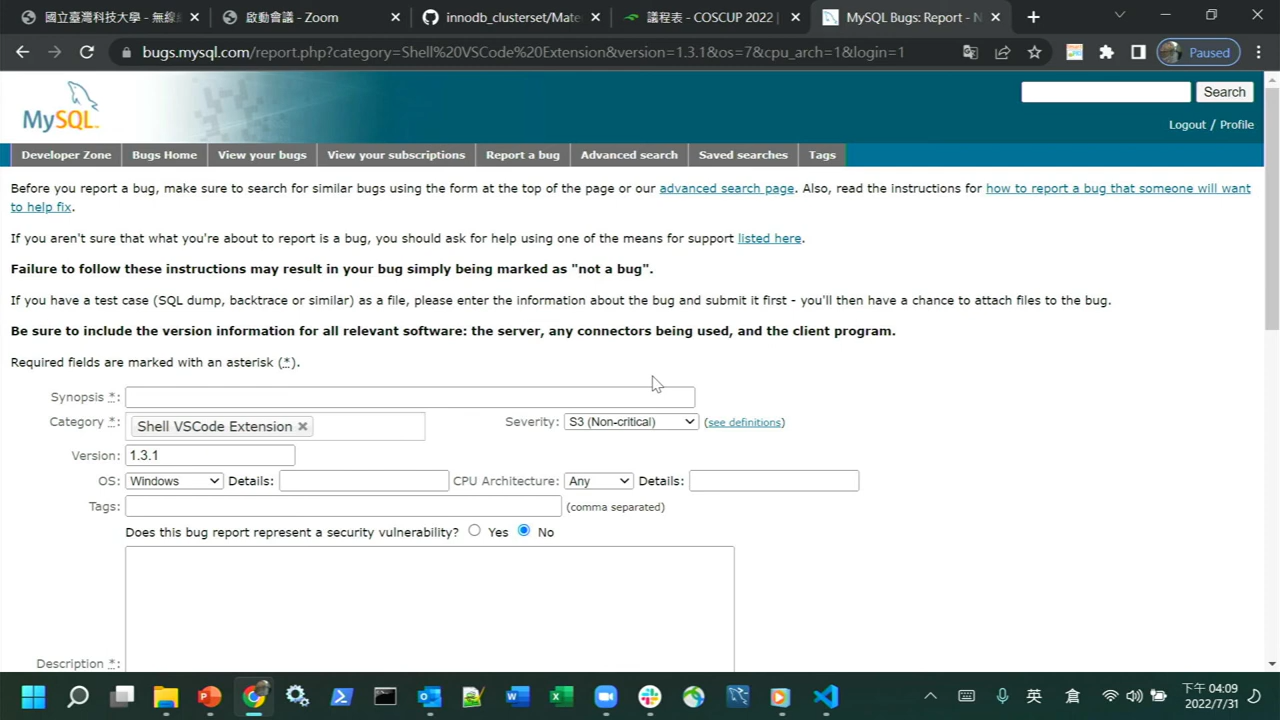 國立臺灣科技大學 - 無線
啟動會議 - Zoom
innodb_clusterset/Mate
議程表 - COSCUP 2022 |
MySQL Bugs: Report - N
bugs.mysql.com/report.php?category=Shell%20VSCode%20Extension&version=1.3.1&os=7&cpu_arch=1&login=1
Paused
MySQL
Search
Logout / Profile
Developer Zone
Bugs Home
View your bugs
View your subscriptions
Report a bug
Advanced search
Saved searches
Tags
Before you report a bug, make sure to search for similar bugs using the form at the top of the page or our advanced search page. Also, read the instructions for how to report a bug that someone will want
to help fix.
If you aren't sure that what you're about to report is a bug, you should ask for help using one of the means for support listed here.
Failure to follow these instructions may result in your bug simply being marked as "not a bug".
If you have a test case (SQL dump, backtrace or similar) as a file, please enter the information about the bug and submit it first - you'll then have a chance to attach files to the bug.
Be sure to include the version information for all relevant software: the server, any connectors being used, and the client program.
Required fields are marked with an asterisk (*).
Synopsis *:
Category *: Shell VSCode Extension × Severity: S3 (Non-critical) (see definitions)
Version: 1.3.1
OS: Windows Details: CPU Architecture: Any Details:
Tags: (comma separated)
Does this bug report represent a security vulnerability? Yes No
Description *:
英
倉
下午 04:09
2022/7/31